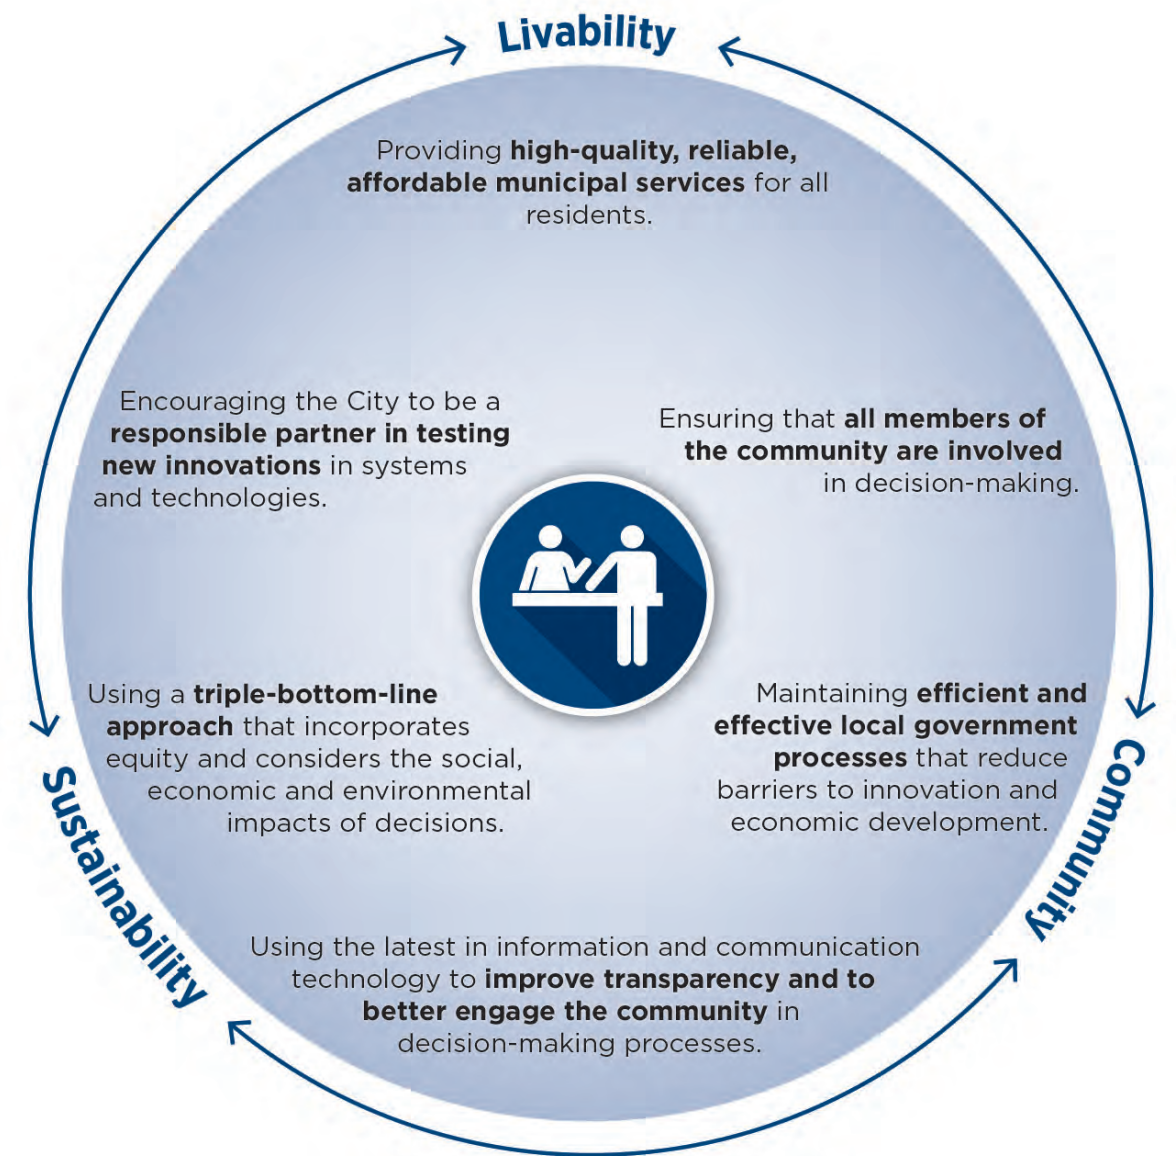 Livability
Providing high-quality, reliable,
affordable municipal services for all
residents.
Encouraging the City to be a
responsible partner in testing
new innovations in systems
and technologies.
Ensuring that all members of
the community are involved
in decision-making.
Using a triple-bottom-line
approach that incorporates
equity and considers the social,
economic and environmental
impacts of decisions.
Maintaining efficient and
effective local government
processes that reduce
barriers to innovation and
economic development.
Sustainability
Community
Using the latest in information and communication
technology to improve transparency and to
better engage the community in
decision-making processes.